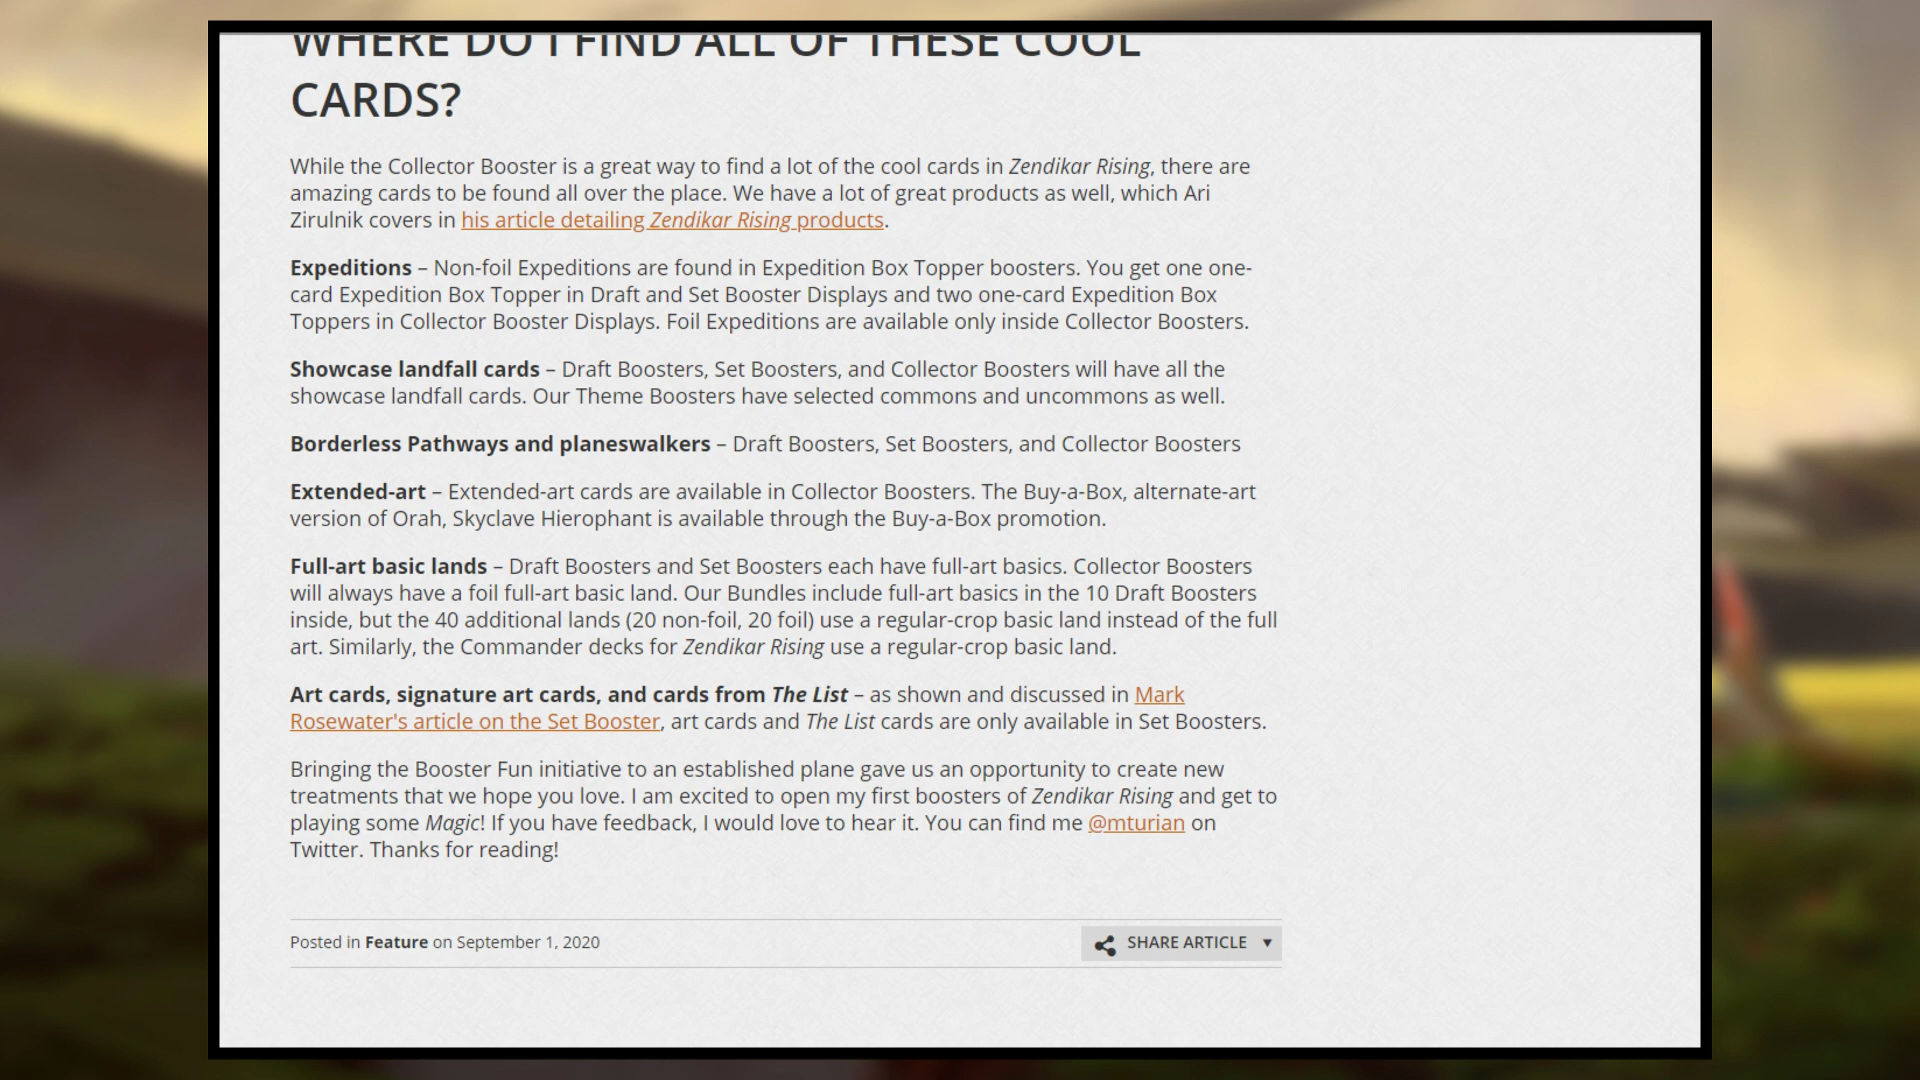 WHERE DO I FIND ALL OF THESE COOL
CARDS?
While the Collector Booster is a great way to find a lot of the cool cards in Zendikar Rising, there are
amazing cards to be found all over the place. We have a lot of great products as well, which Ari
Zirulnik covers in his article detailing Zendikar Rising products.
Expeditions – Non-foil Expeditions are found in Expedition Box Topper boosters. You get one one-
card Expedition Box Topper in Draft and Set Booster Displays and two one-card Expedition Box
Toppers in Collector Booster Displays. Foil Expeditions are available only inside Collector Boosters.
Showcase landfall cards – Draft Boosters, Set Boosters, and Collector Boosters will have all the
showcase landfall cards. Our Theme Boosters have selected commons and uncommons as well.
Borderless Pathways and planeswalkers – Draft Boosters, Set Boosters, and Collector Boosters
Extended-art – Extended-art cards are available in Collector Boosters. The Buy-a-Box, alternate-art
version of Orah, Skyclave Hierophant is available through the Buy-a-Box promotion.
Full-art basic lands – Draft Boosters and Set Boosters each have full-art basics. Collector Boosters
will always have a foil full-art basic land. Our Bundles include full-art basics in the 10 Draft Boosters
inside, but the 40 additional lands (20 non-foil, 20 foil) use a regular-crop basic land instead of the full
art. Similarly, the Commander decks for Zendikar Rising use a regular-crop basic land.
Art cards, signature art cards, and cards from The List – as shown and discussed in Mark
Rosewater's article on the Set Booster, art cards and The List cards are only available in Set Boosters.
Bringing the Booster Fun initiative to an established plane gave us an opportunity to create new
treatments that we hope you love. I am excited to open my first boosters of Zendikar Rising and get to
playing some Magic! If you have feedback, I would love to hear it. You can find me @mturian on
Twitter. Thanks for reading!
Posted in Feature on September 1, 2020
SHARE ARTICLE